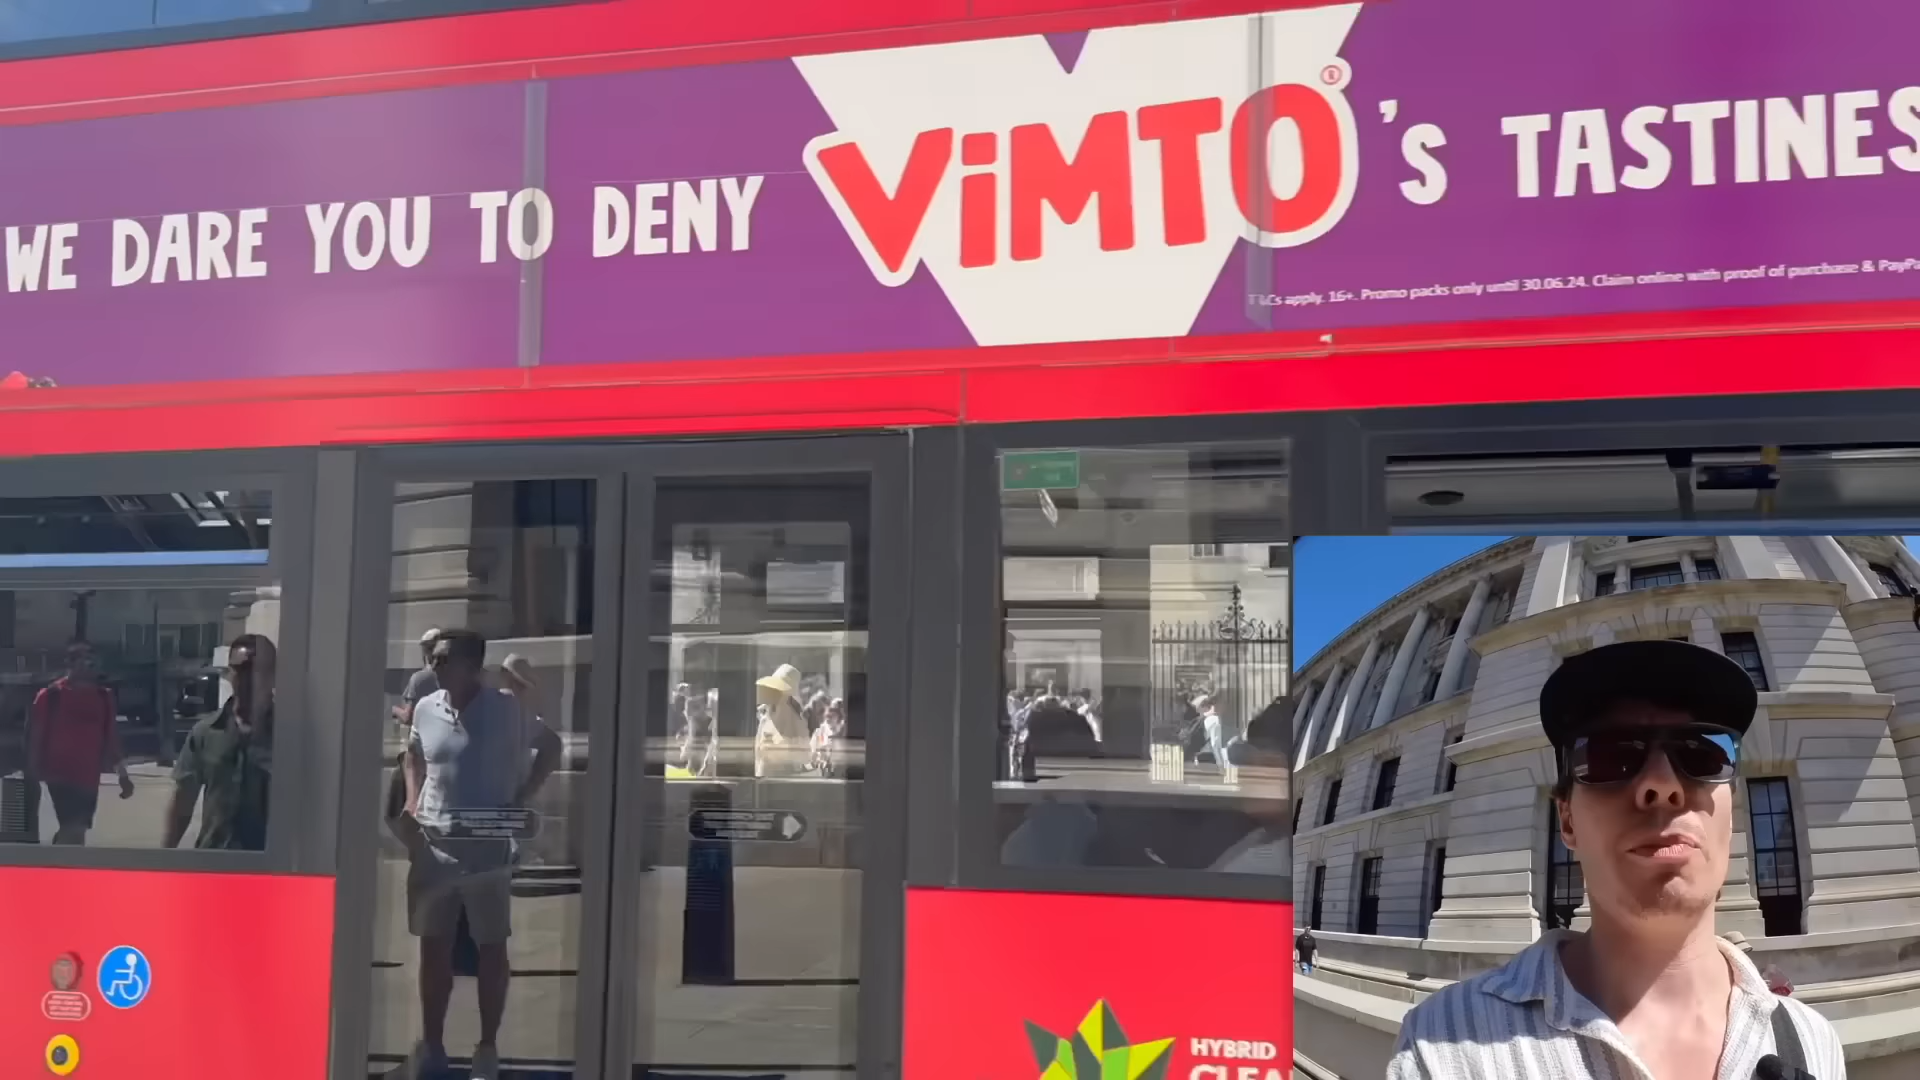 WE DARE YOU TO DENY ViMTO®'s TASTINES
T&Cs apply. 16+. Promo packs only until 30.06.24. Claim online with proof of purchase & PayPa
HYBRID
CLEA